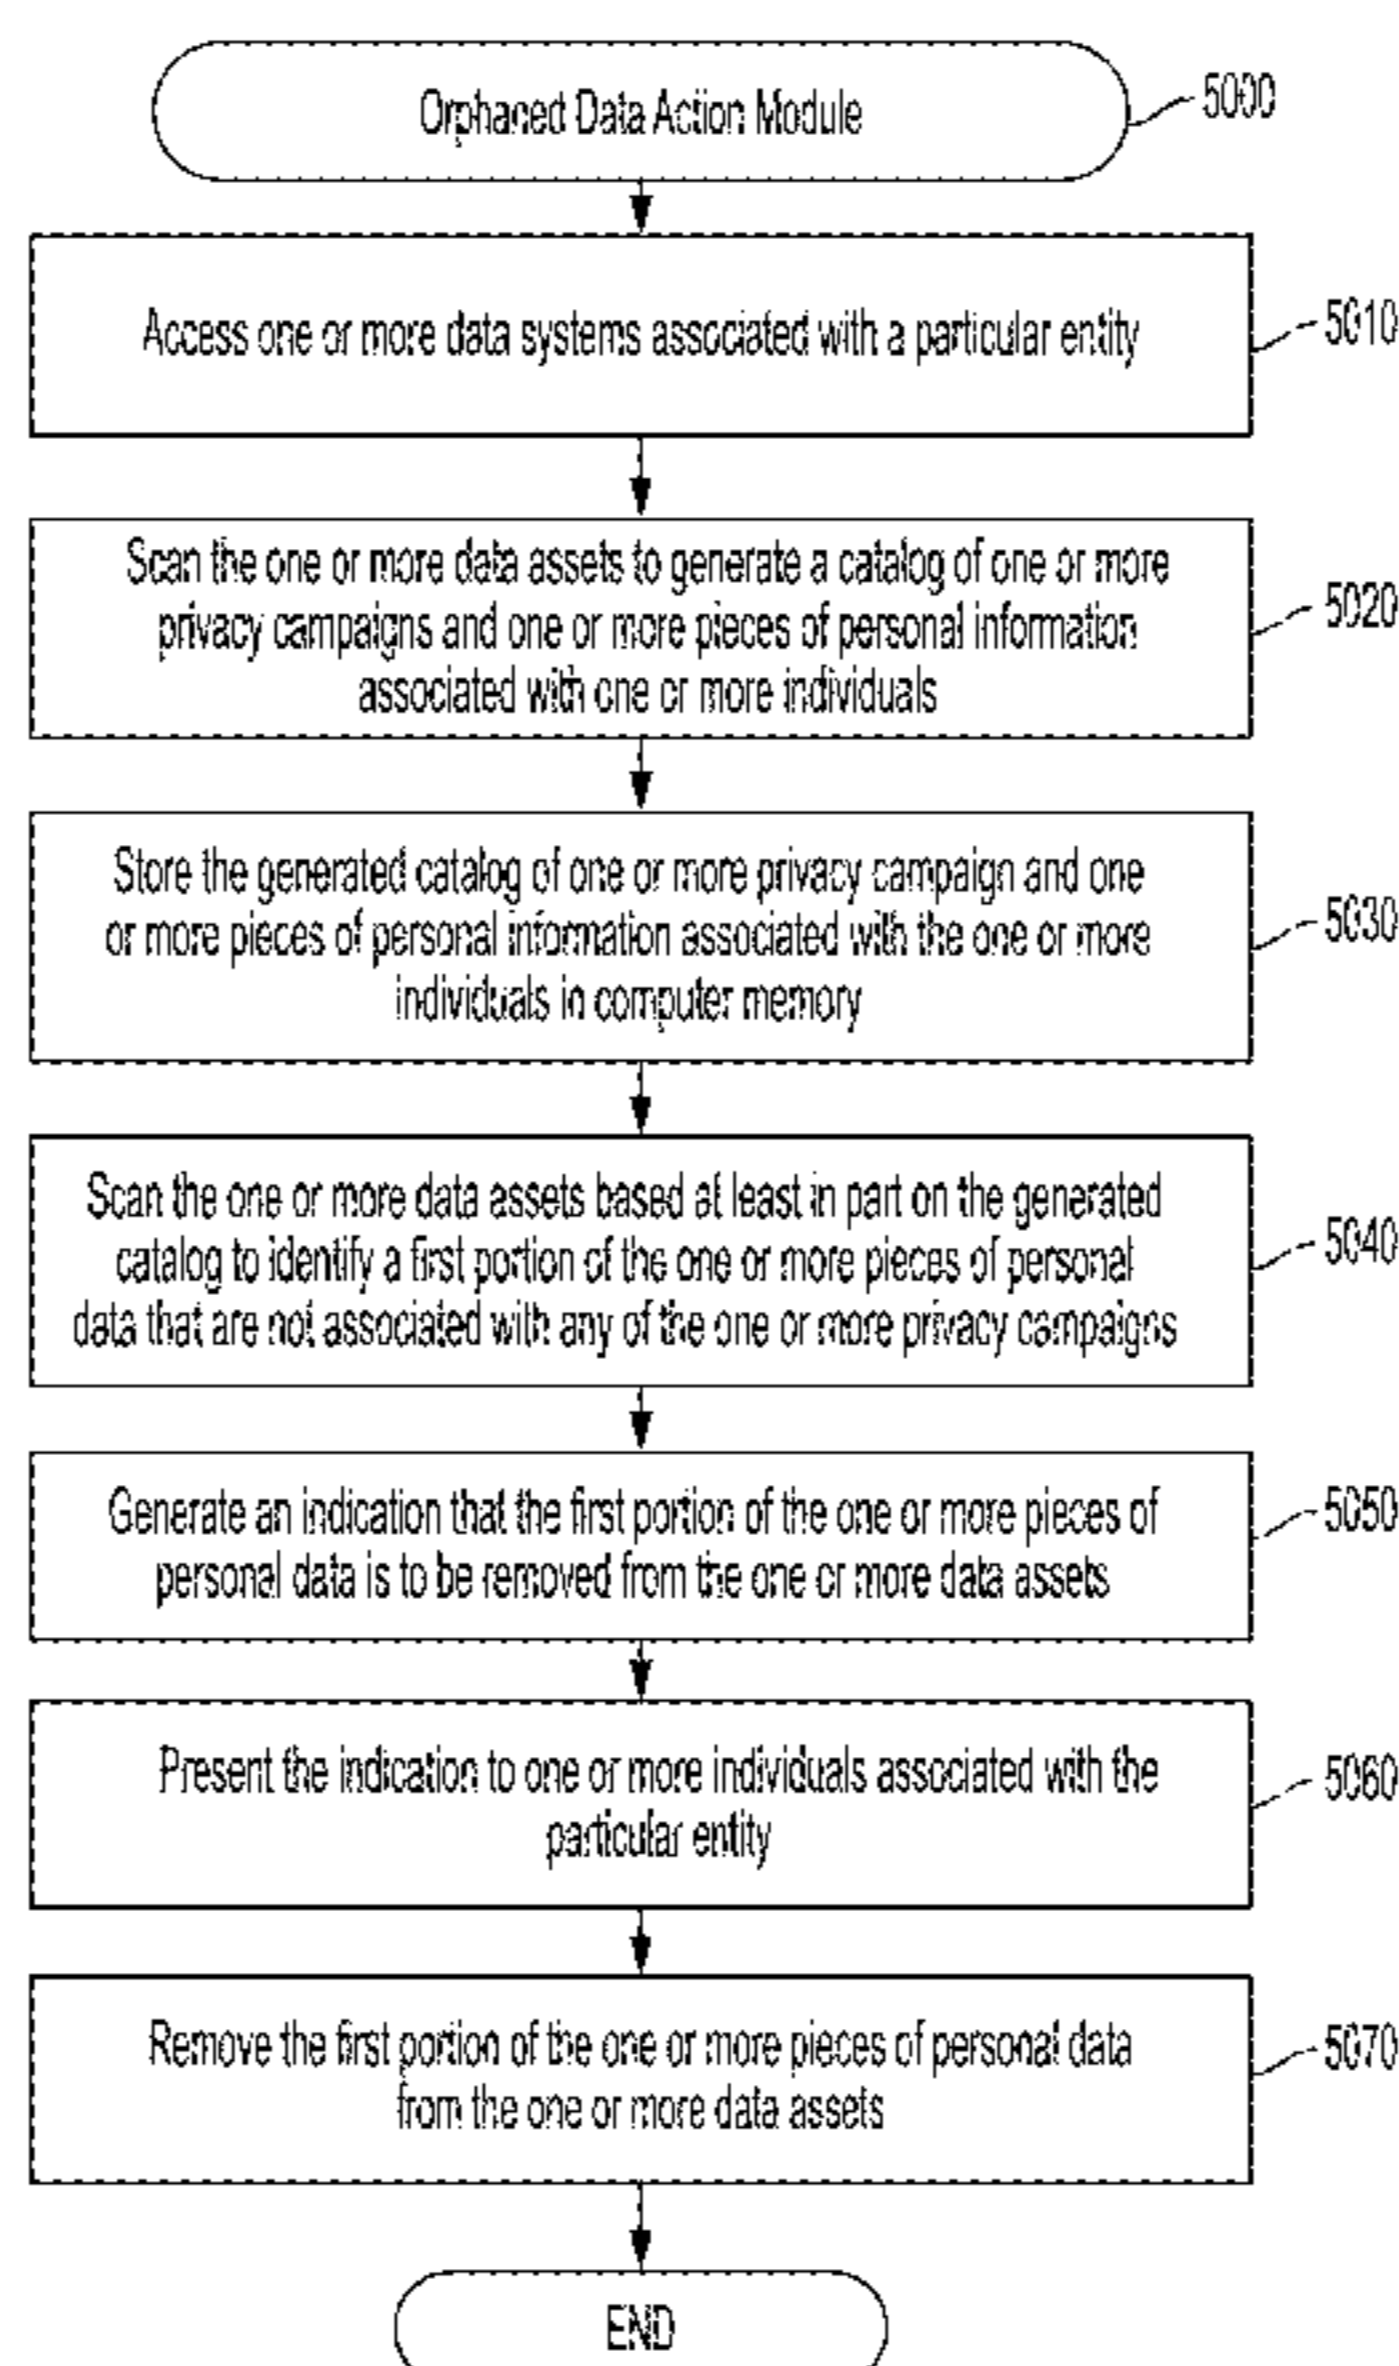 Orphaned Data Action Module
5000
Access one or more data systems associated with a particular entity
5010
Scan the one or more data assets to generate a catalog of one or more
privacy campaigns and one or more pieces of personal information
associated with one or more individuals
5020
Store the generated catalog of one or more privacy campaign and one
or more pieces of personal information associated with the one or more
individuals in computer memory
5030
Scan the one or more data assets based at least in part on the generated
catalog to identify a first portion of the one or more pieces of personal
data that are not associated with any of the one or more privacy campaigns
5040
Generate an indication that the first portion of the one or more pieces of
personal data is to be removed from the one or more data assets
5050
Present the indication to one or more individuals associated with the
particular entity
5060
Remove the first portion of the one or more pieces of personal data
from the one or more data assets
5070
END